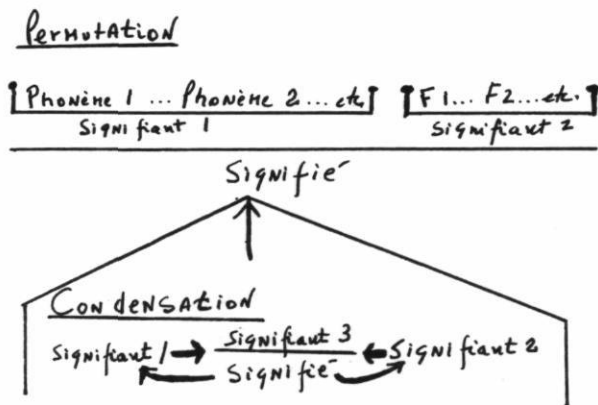 Permutation
Phonème 1 ... Phonème 2 ... etc. F 1... F2...etc.
Signifiant 1 Signifiant 2
Signifié
Condensation
Signifiant 3
Signifiant 1 Signifiant 2
Signifié